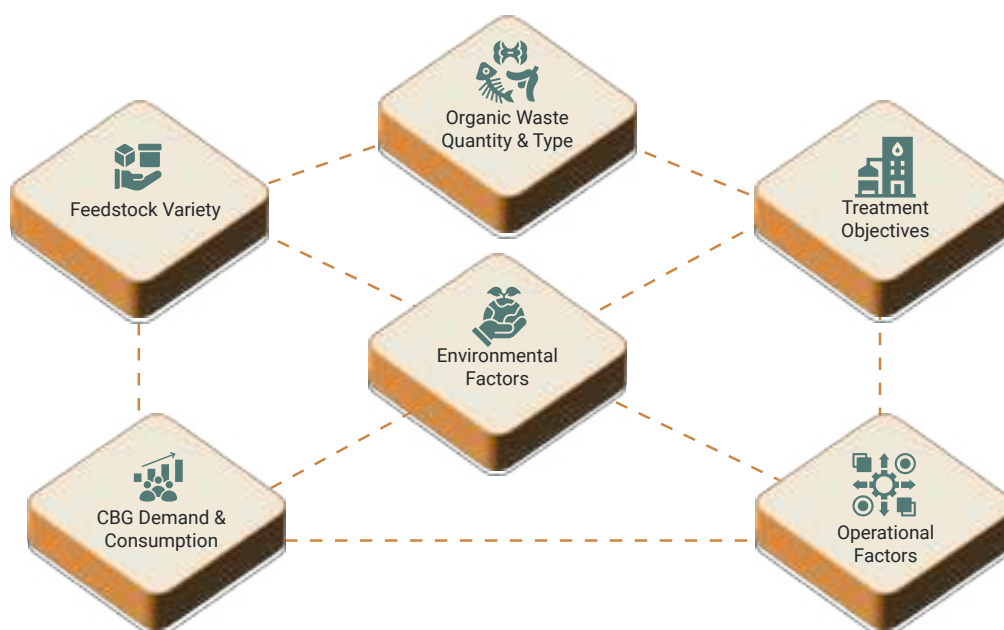 Organic Waste
Quantity & Type
Feedstock Variety
Treatment
Objectives
Environmental
Factors
CBG Demand &
Consumption
Operational
Factors